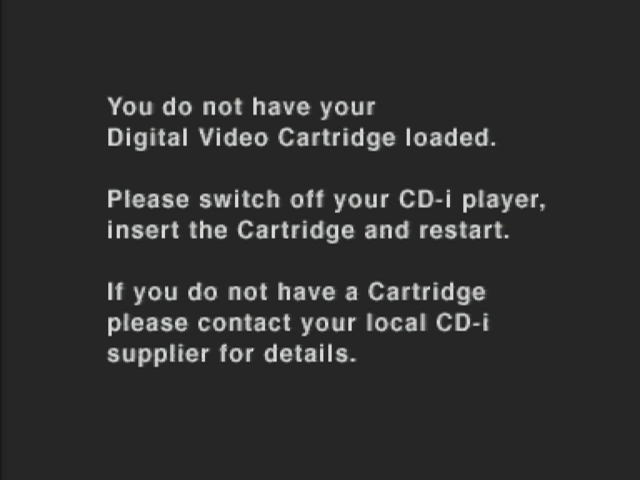 You do not have your
Digital Video Cartridge loaded.
Please switch off your CD-i player,
insert the Cartridge and restart.
If you do not have a Cartridge
please contact your local CD-i
supplier for details.